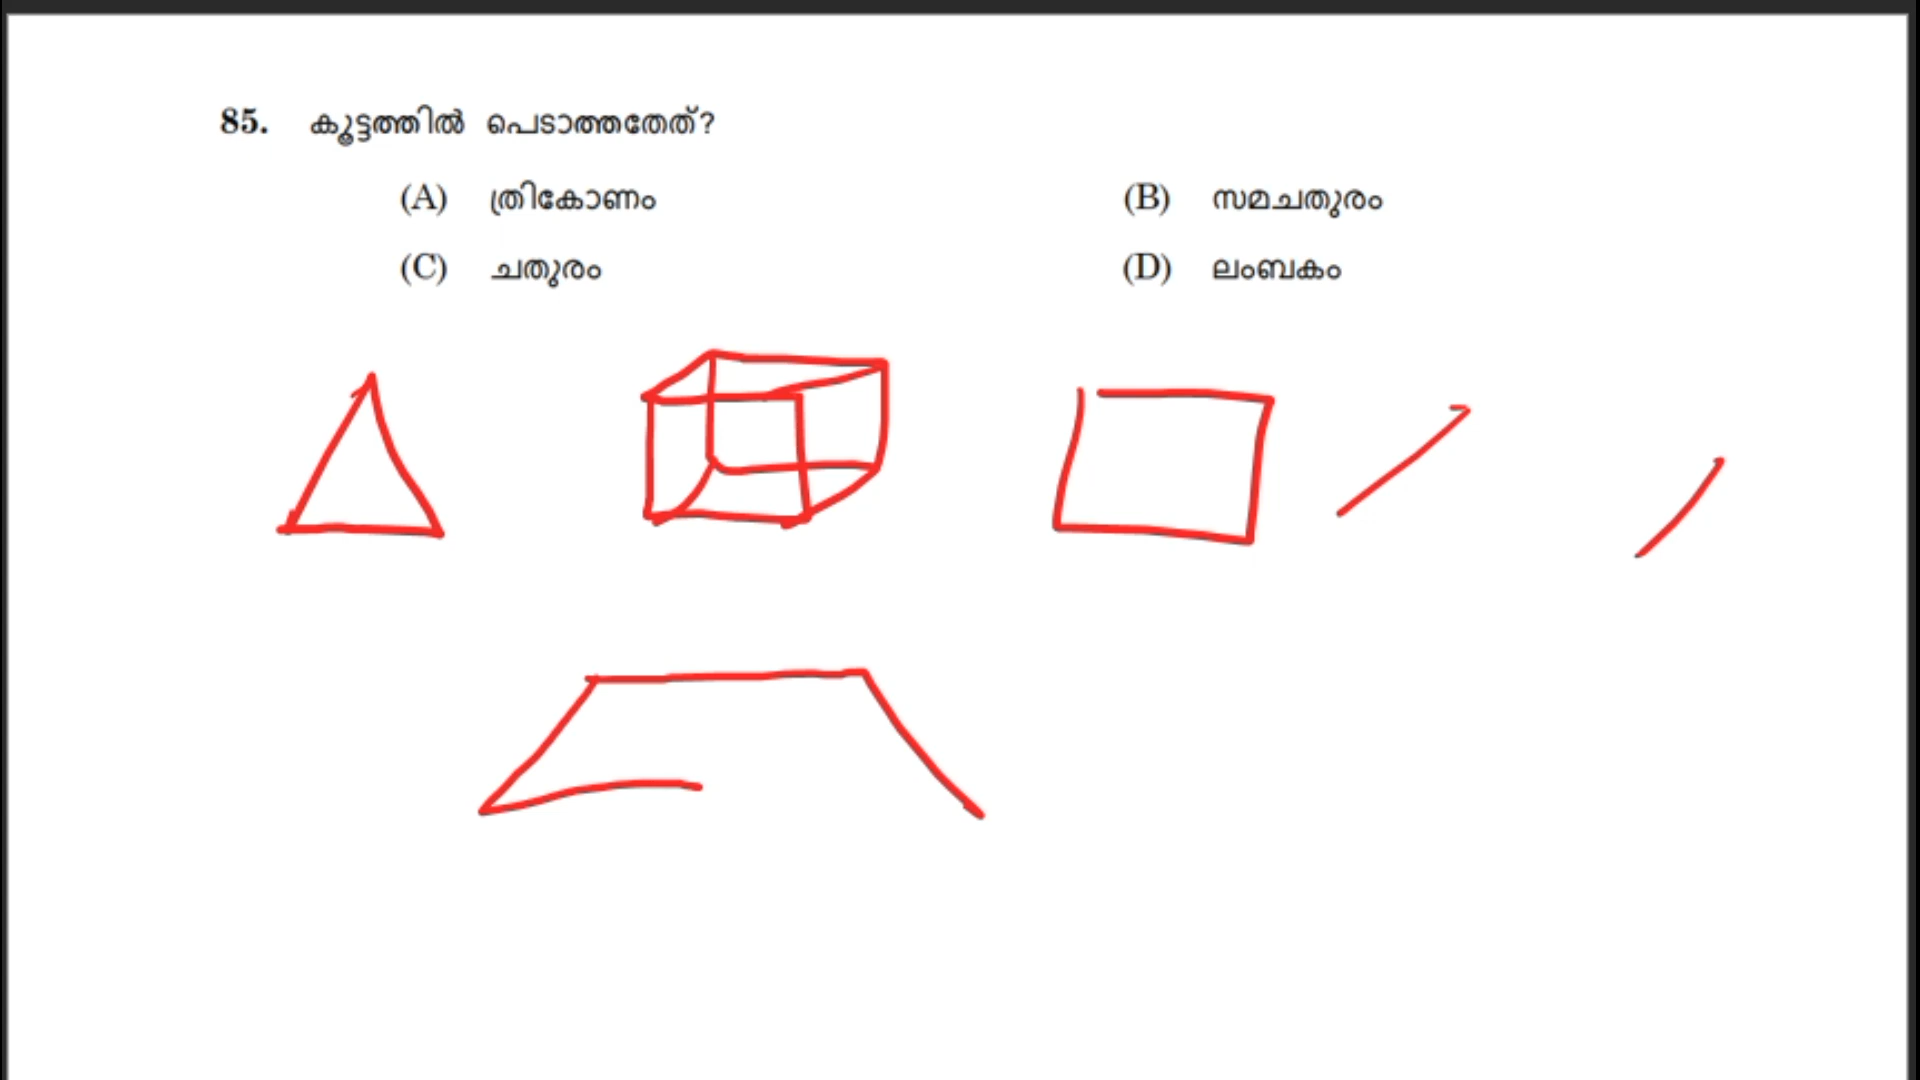 85. കൂട്ടത്തിൽ പെടാത്തതേത്?
(A) ത്രികോണം (B) സമചതുരം
(C) ചതുരം (D) ലംബകം